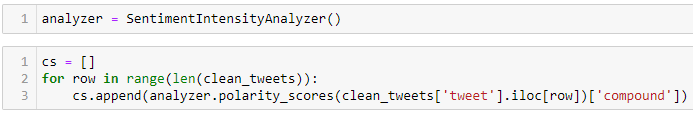 1 analyzer = SentimentIntensityAnalyzer()
1 cs = []
2 for row in range(len(clean_tweets)):
3     cs.append(analyzer.polarity_scores(clean_tweets['tweet'].iloc[row])['compound'])